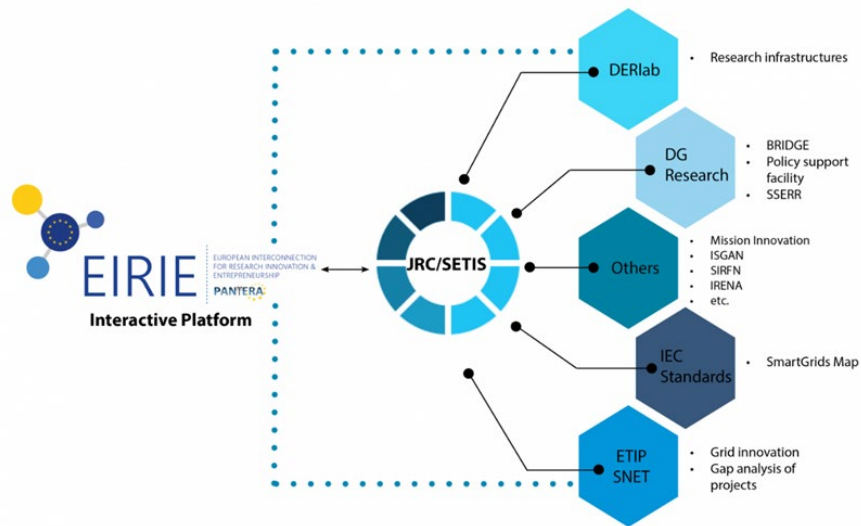 DERlab
• Research infrastructures
DG
Research
• BRIDGE
• Policy support
facility
• SSERR
EIRIE
EUROPEAN INTERCONNECTION
FOR RESEARCH INNOVATION &
ENTREPRENEURSHIP
PANTERA
Interactive Platform
JRC/SETIS
Others
• Mission Innovation
• ISGAN
• SIRFN
• IRENA
• etc.
IEC
Standards
• SmartGrids Map
ETIP
SNET
• Grid innovation
• Gap analysis of
projects